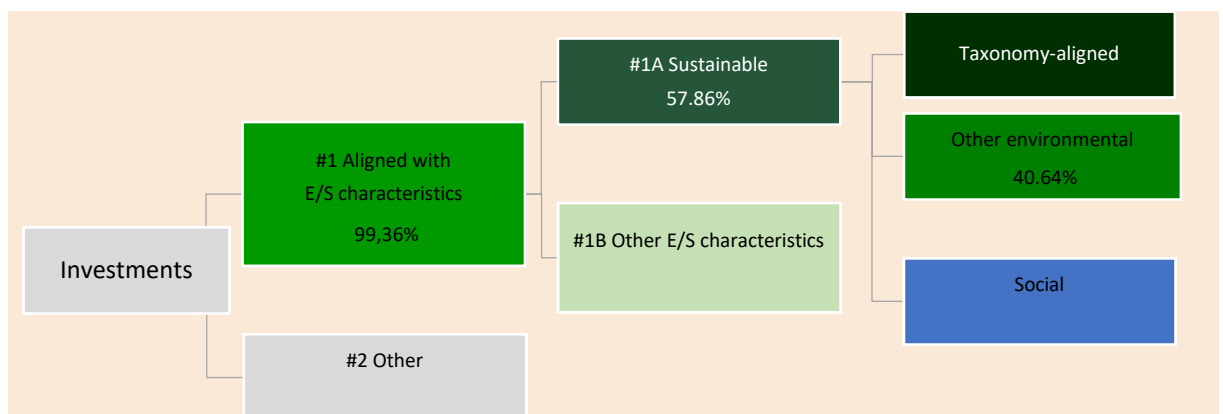 Investments
#1 Aligned with
E/S characteristics
99,36%
#2 Other
#1A Sustainable
57.86%
#1B Other E/S characteristics
Taxonomy-aligned
Other environmental
40.64%
Social